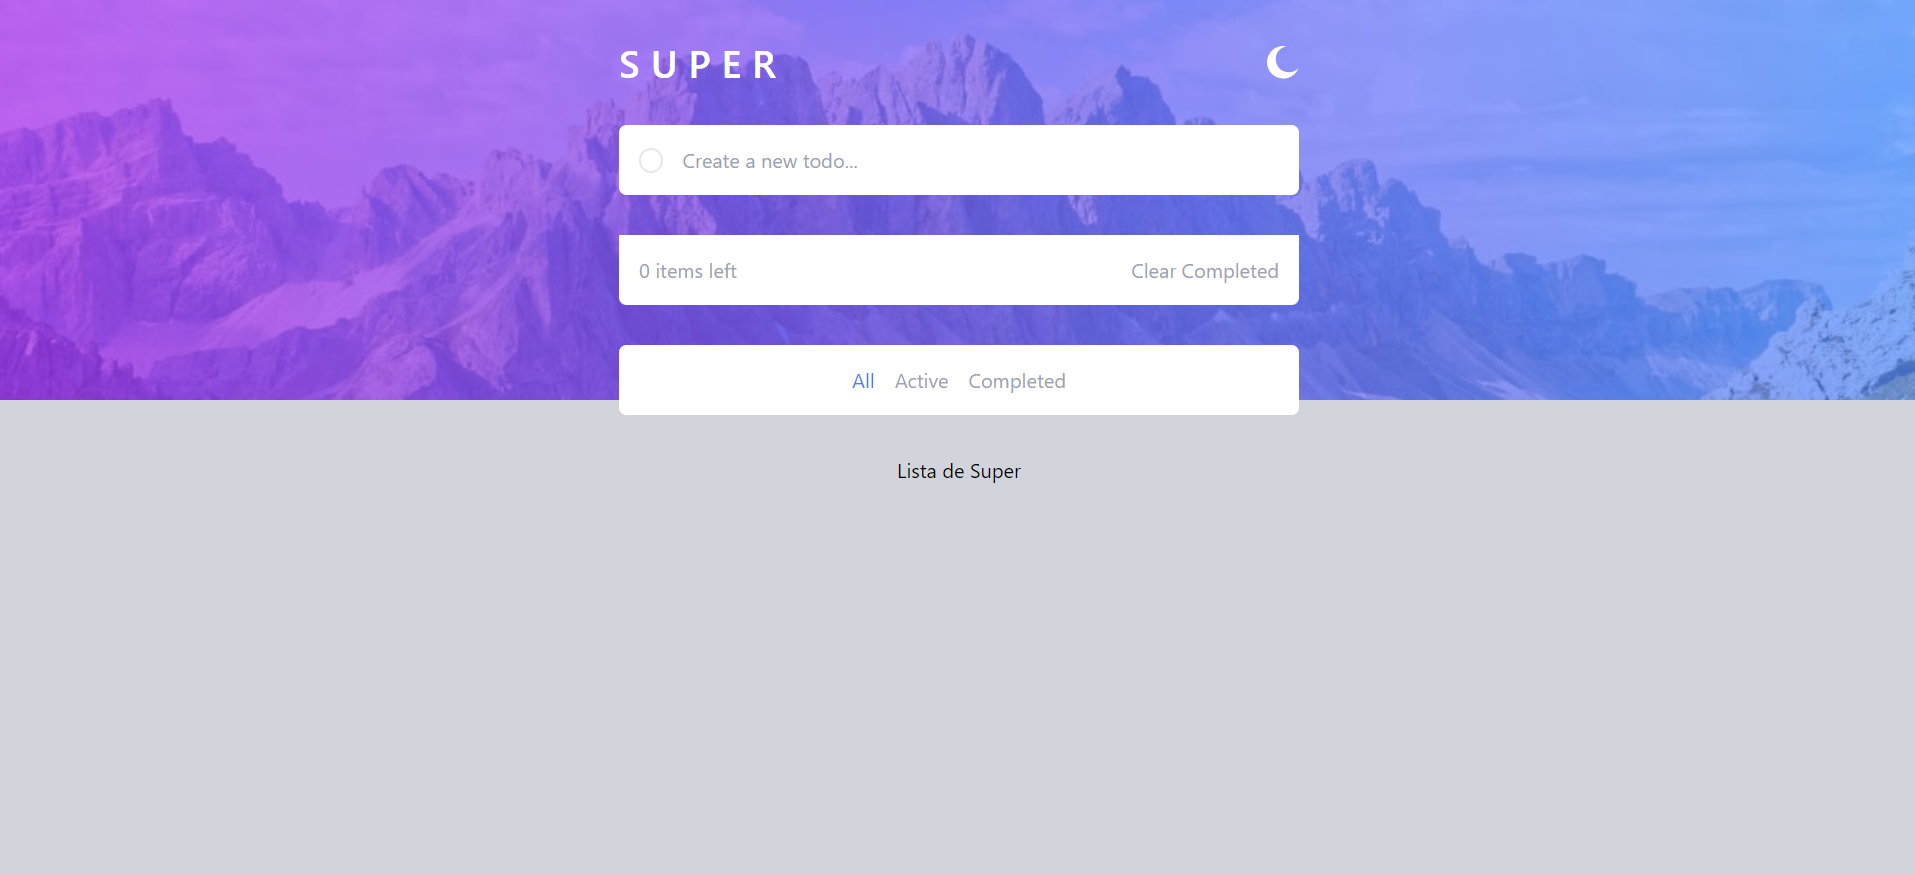 SUPER
Create a new todo...
0 items left Clear Completed
All Active Completed
Lista de Super